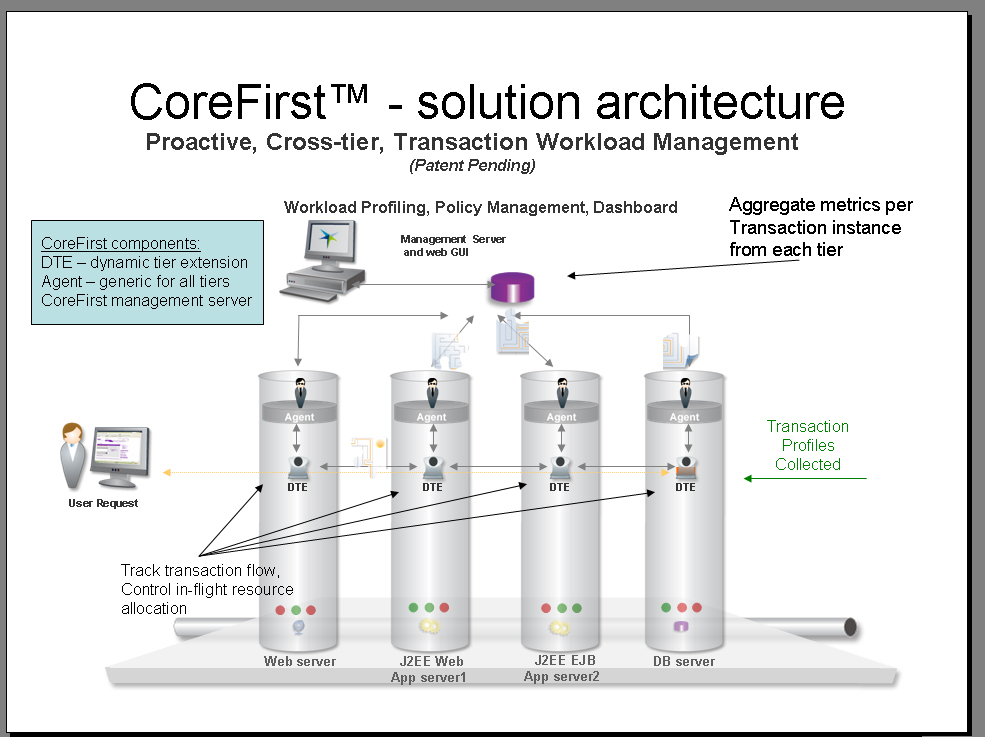 CoreFirst™ - solution architecture
Proactive, Cross-tier, Transaction Workload Management
(Patent Pending)
Workload Profiling, Policy Management, Dashboard
Aggregate metrics per
Transaction instance
from each tier
Management Server
and web GUI
CoreFirst components:
DTE – dynamic tier extension
Agent – generic for all tiers
CoreFirst management server
Agent
Agent
Agent
Agent
Transaction
Profiles
Collected
DTE
DTE
DTE
DTE
User Request
Track transaction flow,
Control in-flight resource
allocation
Web server
J2EE Web
App server1
J2EE EJB
App server2
DB server